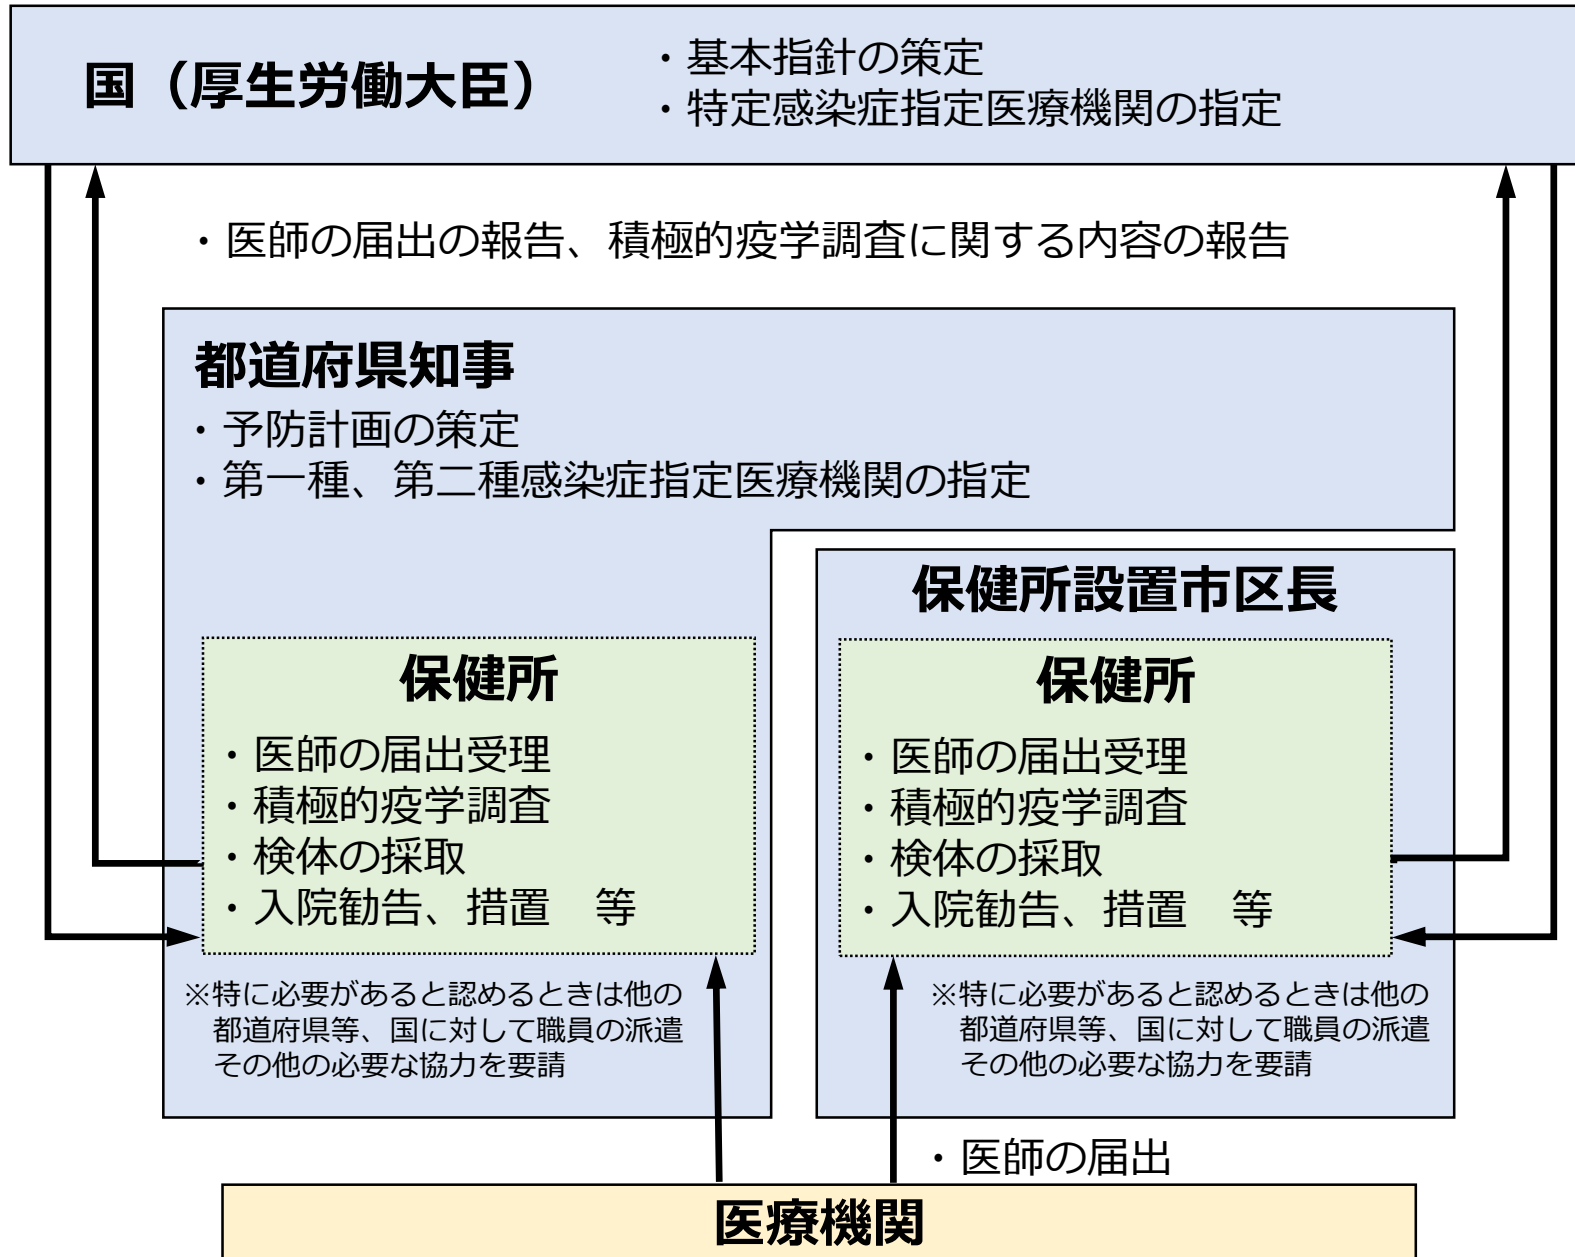 国（厚生労働大臣）
・基本指針の策定
・特定感染症指定医療機関の指定
・医師の届出の報告、積極的疫学調査に関する内容の報告
都道府県知事
・予防計画の策定
・第一種、第二種感染症指定医療機関の指定
保健所
・医師の届出受理
・積極的疫学調査
・検体の採取
・入院勧告、措置　等
※特に必要があると認めるときは他の
都道府県等、国に対して職員の派遣
その他の必要な協力を要請
保健所設置市区長
保健所
・医師の届出受理
・積極的疫学調査
・検体の採取
・入院勧告、措置　等
※特に必要があると認めるときは他の
都道府県等、国に対して職員の派遣
その他の必要な協力を要請
・医師の届出
医療機関